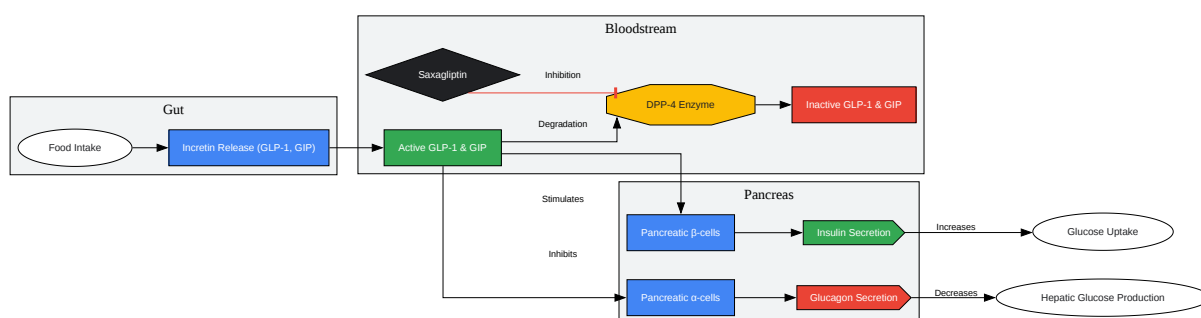 Bloodstream
Saxagliptin
Inhibition
DPP-4 Enzyme
Inactive GLP-1 & GIP
Gut
Degradation
Food Intake
Incretin Release (GLP-1, GIP)
Active GLP-1 & GIP
Pancreas
Stimulates
Pancreatic β-cells
Insulin Secretion
Increases
Glucose Uptake
Inhibits
Pancreatic α-cells
Glucagon Secretion
Decreases
Hepatic Glucose Production